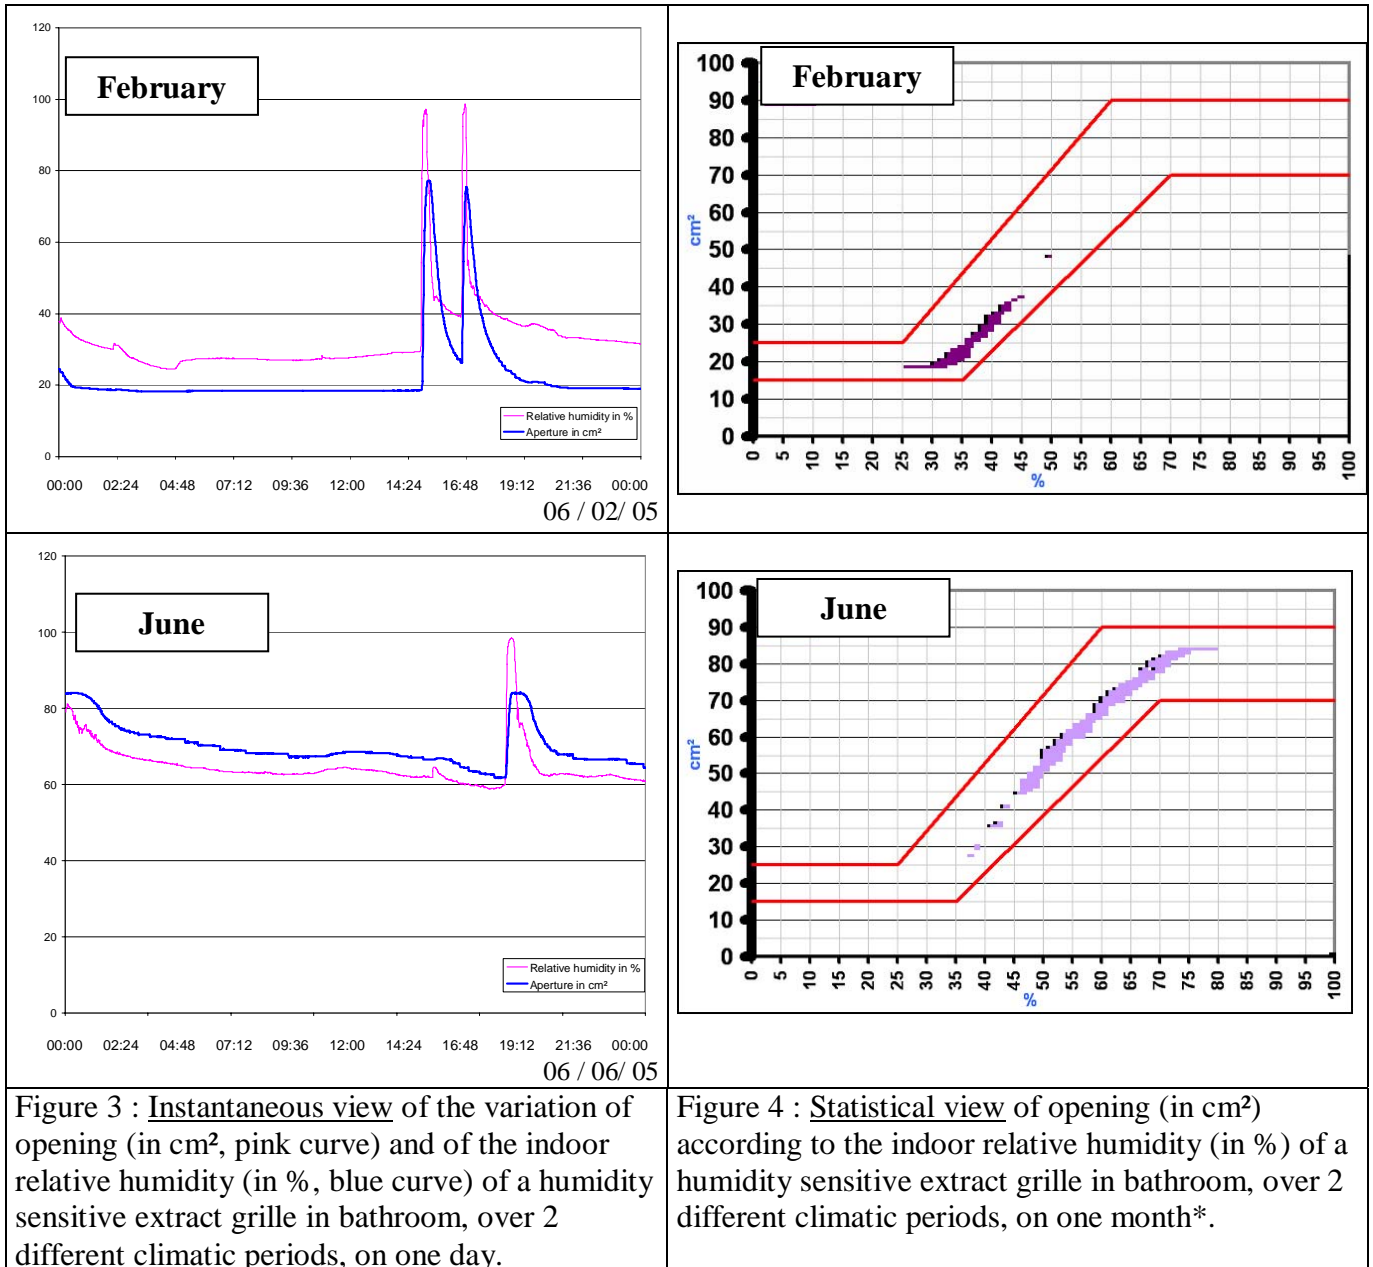 120
100
80
60
40
20
0
February
Relative humidity in %
Aperture in cm²
00:00 02:24 04:48 07:12 09:36 12:00 14:24 16:48 19:12 21:36 00:00
06 / 02/ 05
100
90
80
70
60
50
40
30
20
10
0
cm²
February
0 5 10 15 20 25 30 35 40 45 50 55 60 65 70 75 80 85 90 95 100
%
120
100
80
60
40
20
0
June
Relative humidity in %
Aperture in cm²
00:00 02:24 04:48 07:12 09:36 12:00 14:24 16:48 19:12 21:36 00:00
06 / 06/ 05
100
90
80
70
60
50
40
30
20
10
0
cm²
June
0 5 10 15 20 25 30 35 40 45 50 55 60 65 70 75 80 85 90 95 100
%
Figure 3 : Instantaneous view of the variation of
opening (in cm², pink curve) and of the indoor
relative humidity (in %, blue curve) of a humidity
sensitive extract grille in bathroom, over 2
different climatic periods, on one day.
Figure 4 : Statistical view of opening (in cm²)
according to the indoor relative humidity (in %) of a
humidity sensitive extract grille in bathroom, over 2
different climatic periods, on one month*.